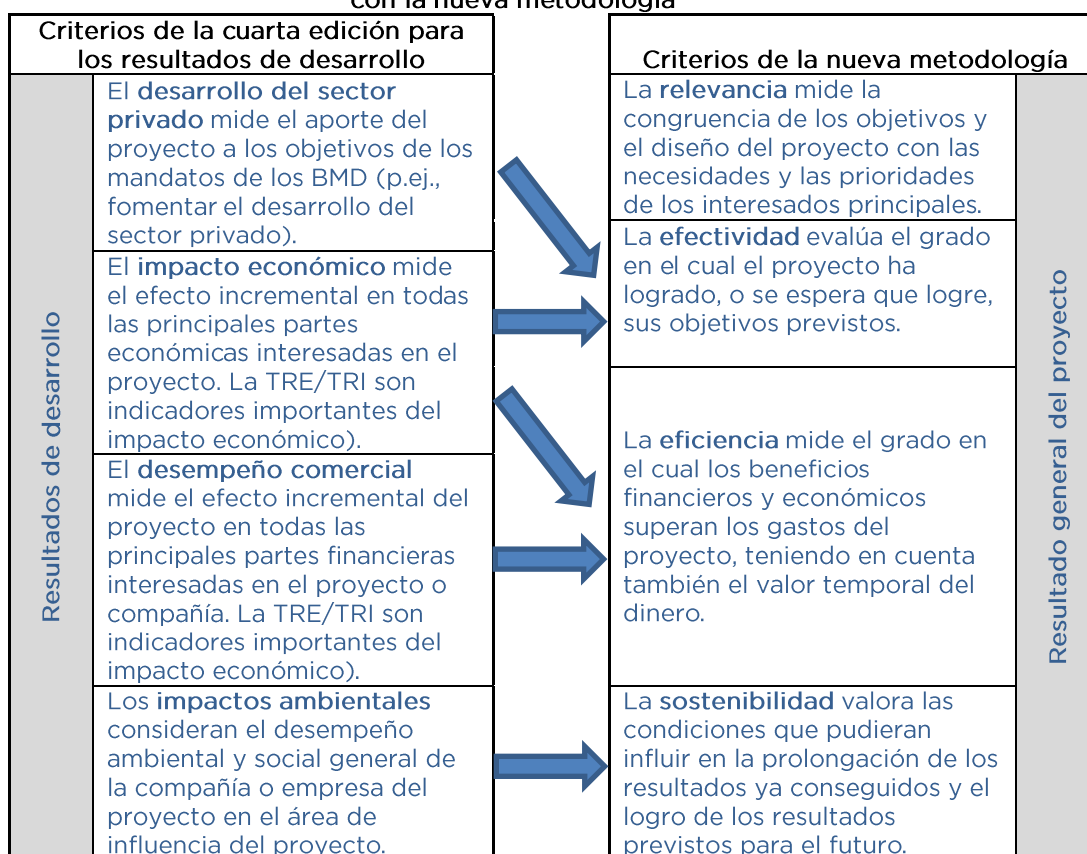 con la nueva metodología
Criterios de la cuarta edición para
los resultados de desarrollo
Resultados de desarrollo
El desarrollo del sector
privado mide el aporte del
proyecto a los objetivos de los
mandatos de los BMD (p.ej.,
fomentar el desarrollo del
sector privado).
El impacto económico mide
el efecto incremental en todas
las principales partes
económicas interesadas en el
proyecto. La TRE/TRI son
indicadores importantes del
impacto económico).
El desempeño comercial
mide el efecto incremental del
proyecto en todas las
principales partes financieras
interesadas en el proyecto o
compañía. La TRE/TRI son
indicadores importantes del
impacto económico).
Los impactos ambientales
consideran el desempeño
ambiental y social general de
la compañía o empresa del
proyecto en el área de
influencia del proyecto.
Criterios de la nueva metodología
La relevancia mide la
congruencia de los objetivos y
el diseño del proyecto con las
necesidades y las prioridades
de los interesados principales.
La efectividad evalúa el grado
en el cual el proyecto ha
logrado, o se espera que logre,
sus objetivos previstos.
La eficiencia mide el grado en
el cual los beneficios
financieros y económicos
superan los gastos del
proyecto, teniendo en cuenta
también el valor temporal del
dinero.
La sostenibilidad valora las
condiciones que pudieran
influir en la prolongación de los
resultados ya conseguidos y el
logro de los resultados
previstos para el futuro.
Resultado general del proyecto